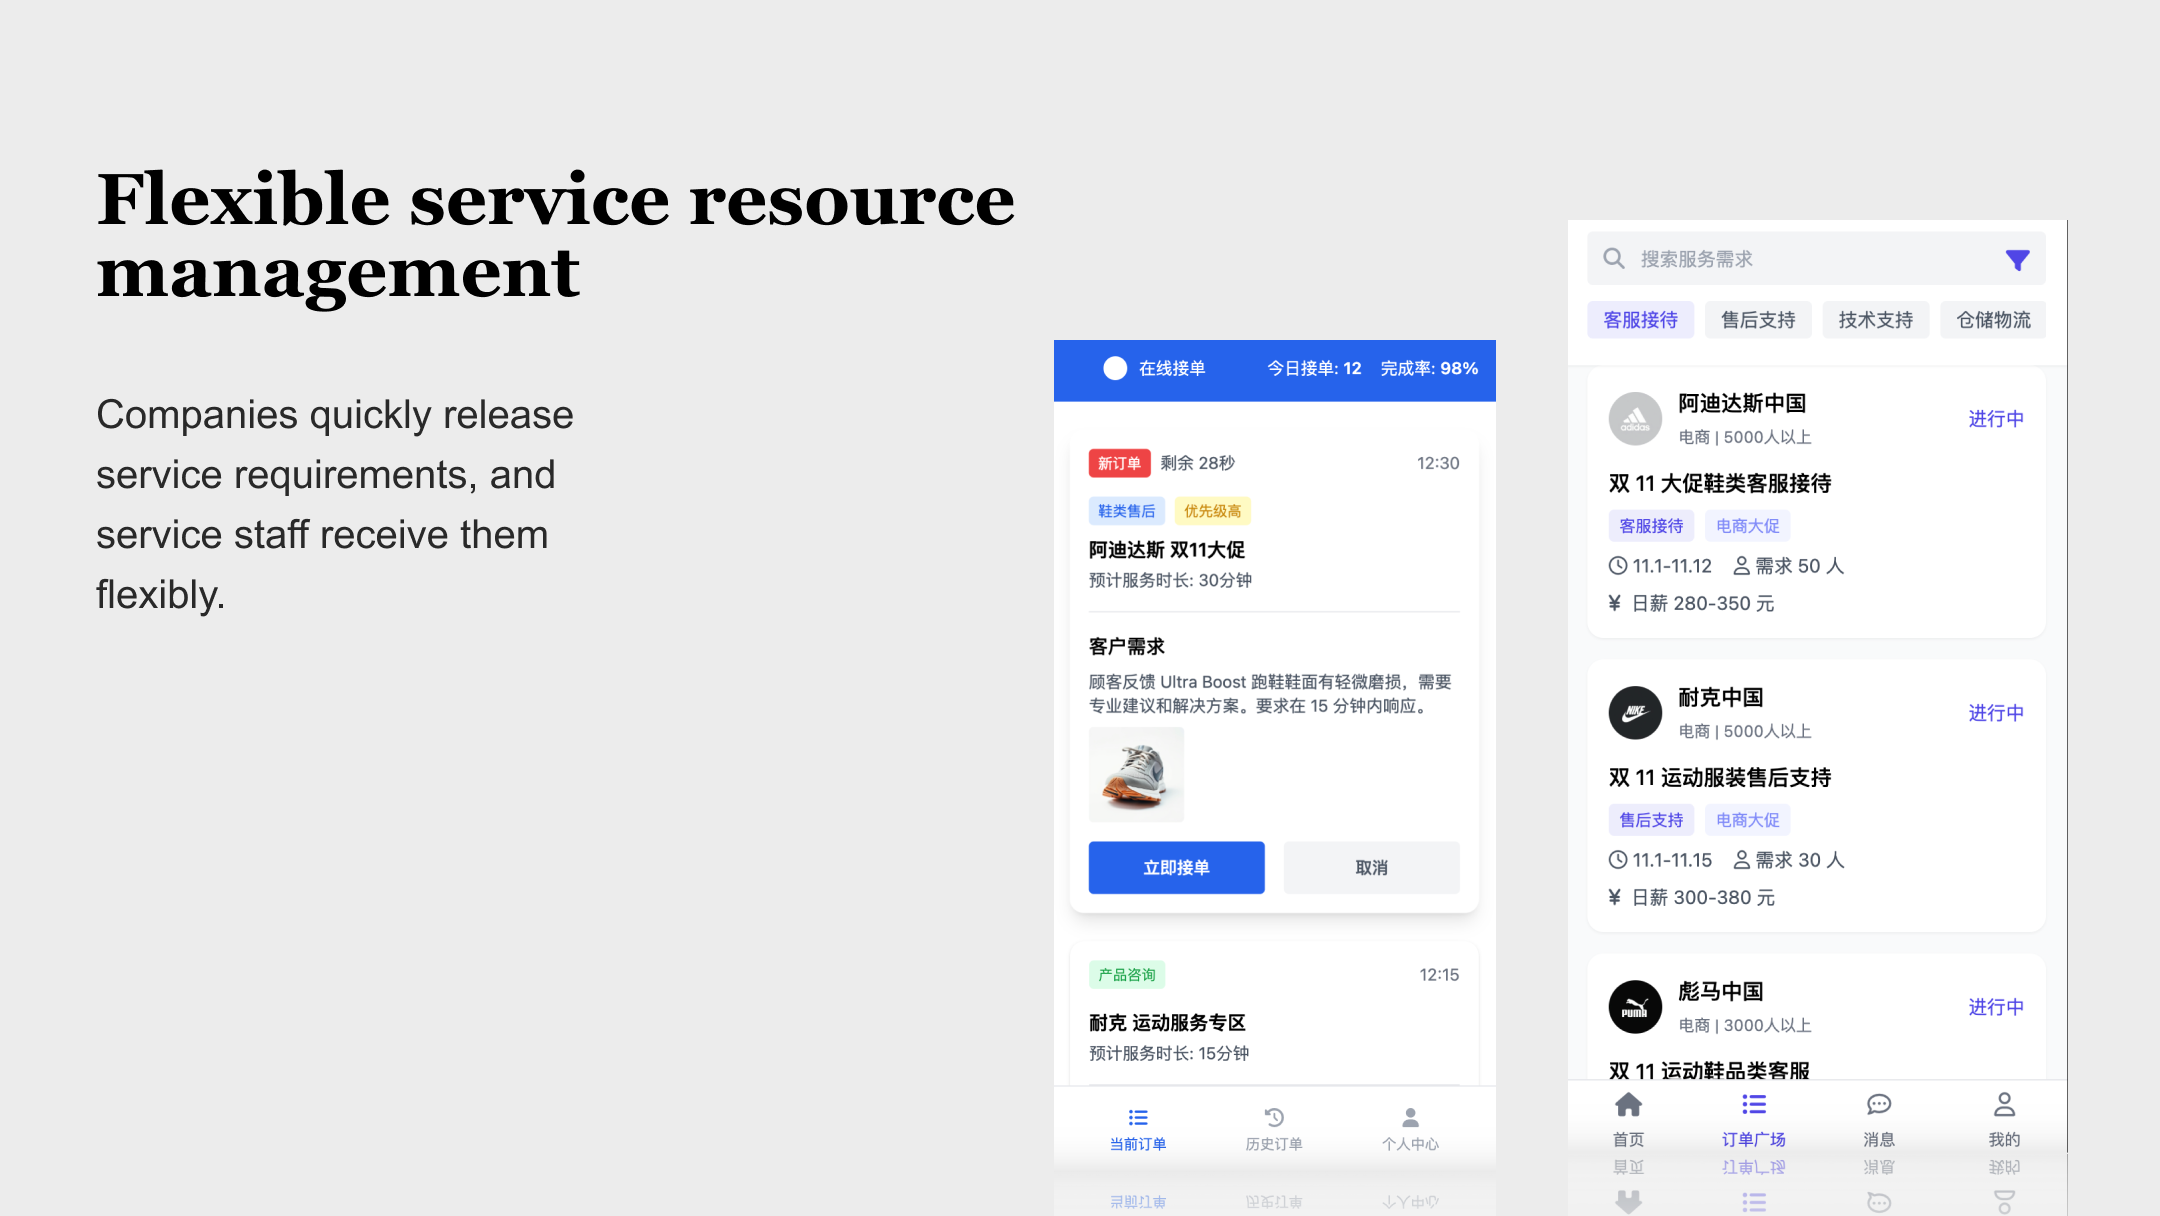 Flexible service resource
management
Companies quickly release
service requirements, and
service staff receive them
flexibly.
在线接单 今日接单: 12 完成率: 98%
新订单 剩余 28秒 12:30
鞋类售后 优先级高
阿迪达斯 双11大促
预计服务时长: 30分钟
客户需求
顾客反馈 Ultra Boost 跑鞋鞋面有轻微磨损，需要
专业建议和解决方案。要求在 15 分钟内响应。
立即接单 取消
产品咨询 12:15
耐克 运动服务专区
预计服务时长: 15分钟
当前订单 历史订单 个人中心
搜索服务需求
客服接待 售后支持 技术支持 仓储物流
adidas
阿迪达斯中国
电商 | 5000人以上
进行中
双 11 大促鞋类客服接待
客服接待 电商大促
11.1-11.12 需求 50 人
¥ 日薪 280-350 元
NIKE
耐克中国
电商 | 5000人以上
进行中
双 11 运动服装售后支持
售后支持 电商大促
11.1-11.15 需求 30 人
¥ 日薪 300-380 元
PUMA
彪马中国
电商 | 3000人以上
进行中
双 11 运动鞋品类客服
首页 订单广场 消息 我的